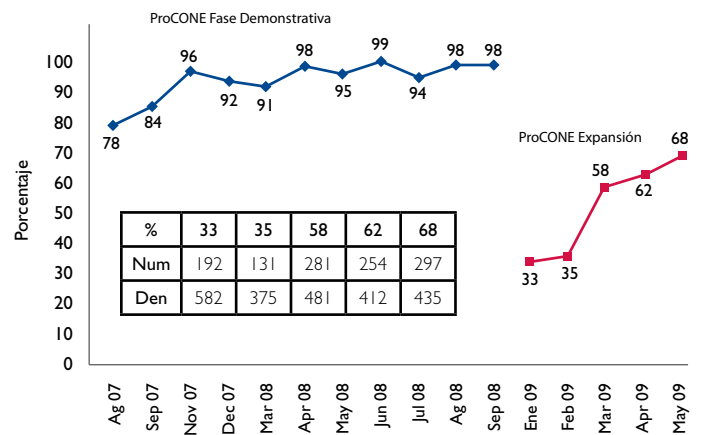 ProCONE Fase Demonstrativa
96
98
99
98
98
100
92
91
95
94
90
84
80
78
ProCONE Expansión
68
70
58
62
60
Porcentaje
50
% 33 35 58 62 68
40
Num 192 131 281 254 297
30
33
35
Den 582 375 481 412 435
20
10
0
Ag 07
Sep 07
Nov 07
Dec 07
Mar 08
Apr 08
May 08
Jun 08
Jul 08
Ag 08
Sep 08
Ene 09
Feb 09
Mar 09
Apr 09
May 09